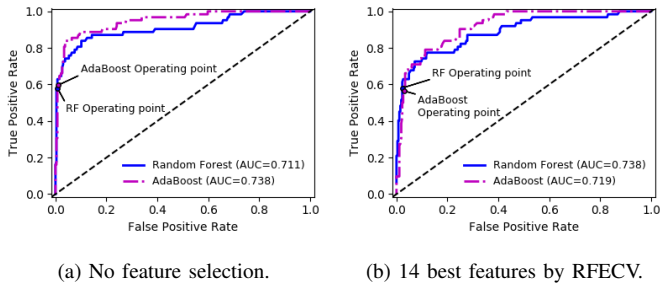 1.0
0.8
0.6
0.4
0.2
0.0
True Positive Rate
AdaBoost Operating point
RF Operating point
Random Forest (AUC=0.711)
AdaBoost (AUC=0.738)
0.0 0.2 0.4 0.6 0.8 1.0
False Positive Rate
(a) No feature selection.
1.0
0.8
0.6
0.4
0.2
0.0
True Positive Rate
RF Operating point
AdaBoost
Operating point
Random Forest (AUC=0.738)
AdaBoost (AUC=0.719)
0.0 0.2 0.4 0.6 0.8 1.0
False Positive Rate
(b) 14 best features by RFECV.